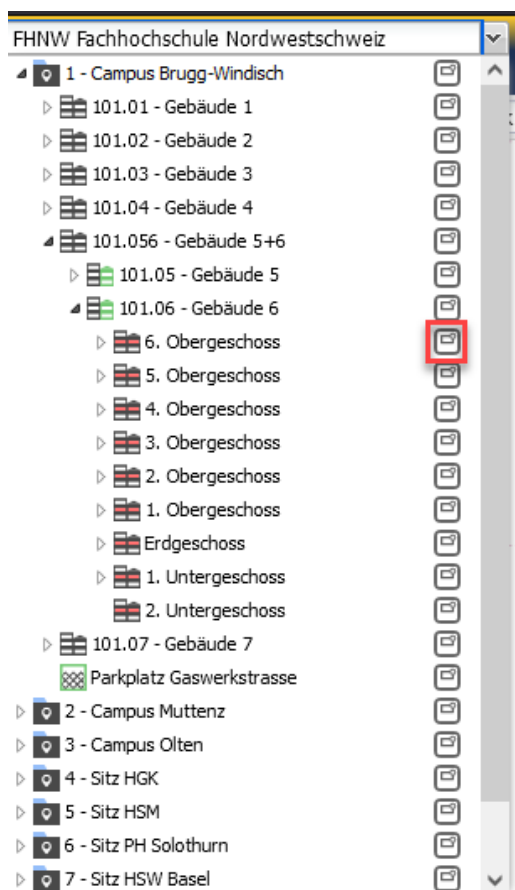 FHNW Fachhochschule Nordwestschweiz
1 - Campus Brugg-Windisch
101.01 - Gebäude 1
101.02 - Gebäude 2
101.03 - Gebäude 3
101.04 - Gebäude 4
101.056 - Gebäude 5+6
101.05 - Gebäude 5
101.06 - Gebäude 6
6. Obergeschoss
5. Obergeschoss
4. Obergeschoss
3. Obergeschoss
2. Obergeschoss
1. Obergeschoss
Erdgeschoss
1. Untergeschoss
2. Untergeschoss
101.07 - Gebäude 7
Parkplatz Gaswerkstrasse
2 - Campus Muttenz
3 - Campus Olten
4 - Sitz HGK
5 - Sitz HSM
6 - Sitz PH Solothurn
7 - Sitz HSW Basel